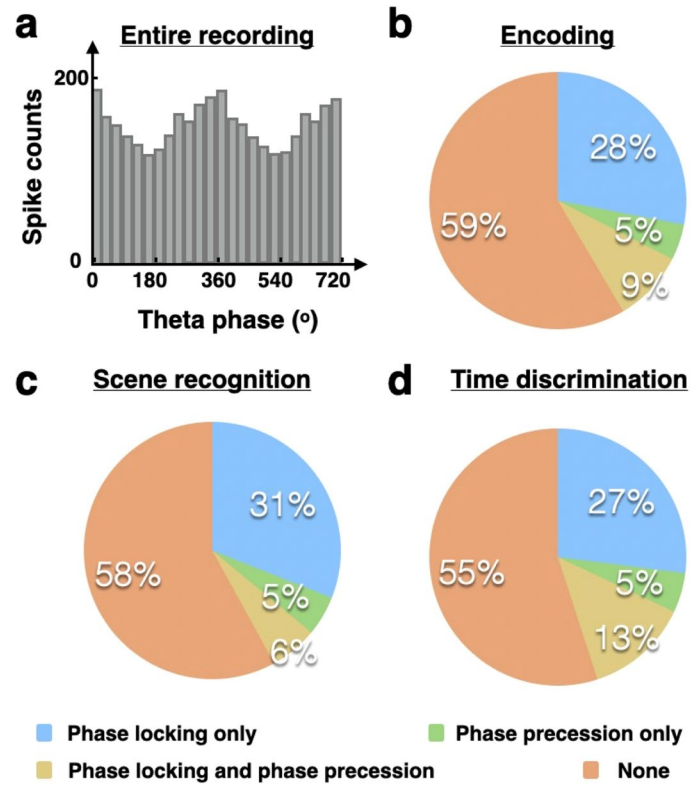 a
Entire recording
200
0
Spike counts
0 180 360 540 720
Theta phase (º)
b
Encoding
28%
5%
9%
59%
c
Scene recognition
31%
5%
6%
58%
d
Time discrimination
27%
5%
13%
55%
Phase locking only
Phase precession only
Phase locking and phase precession
None